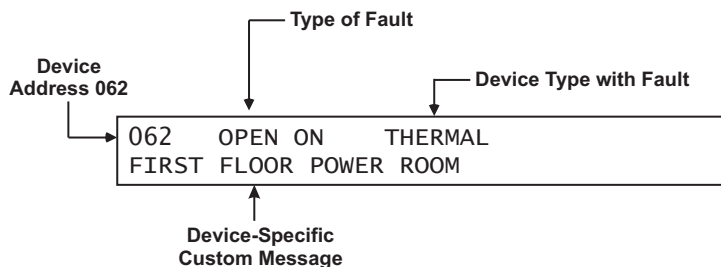 Type of Fault
Device
Address 062
Device Type with Fault
062 OPEN ON THERMAL
FIRST FLOOR POWER ROOM
Device-Specific
Custom Message